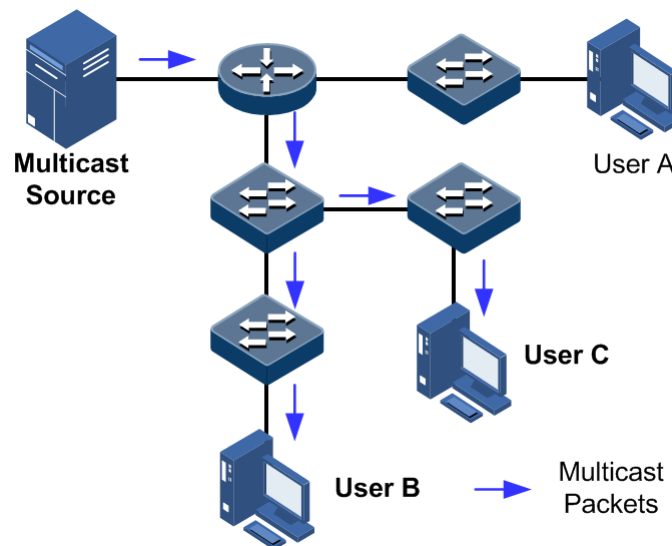 Multicast
Source
User A
User C
User B
Multicast
Packets